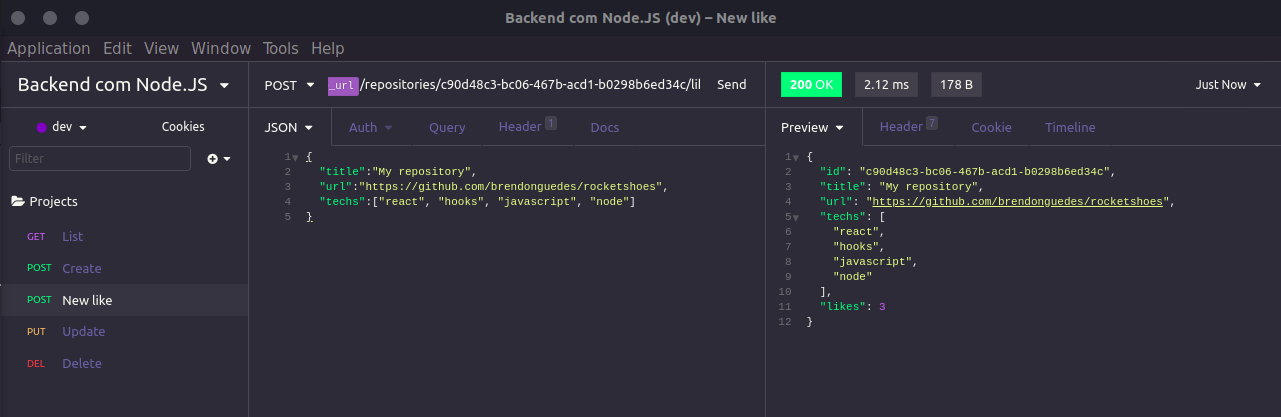 Backend com Node.JS (dev) – New like
Application Edit View Window Tools Help
Backend com Node.JS
dev
Cookies
Filter
Projects
GET List
POST Create
POST New like
PUT Update
DEL Delete
POST _url /repositories/c90d48c3-bc06-467b-acd1-b0298b6ed34c/lil Send
JSON Auth Query Header 1 Docs
1 {
2 "title":"My repository",
3 "url":"https://github.com/brendonguedes/rocketshoes",
4 "techs":["react", "hooks", "javascript", "node"]
5 }
200 OK 2.12 ms 178 B Just Now
Preview Header 7 Cookie Timeline
1 {
2 "id": "c90d48c3-bc06-467b-acd1-b0298b6ed34c",
3 "title": "My repository",
4 "url": "https://github.com/brendonguedes/rocketshoes",
5 "techs": [
6 "react",
7 "hooks",
8 "javascript",
9 "node"
10 ],
11 "likes": 3
12 }